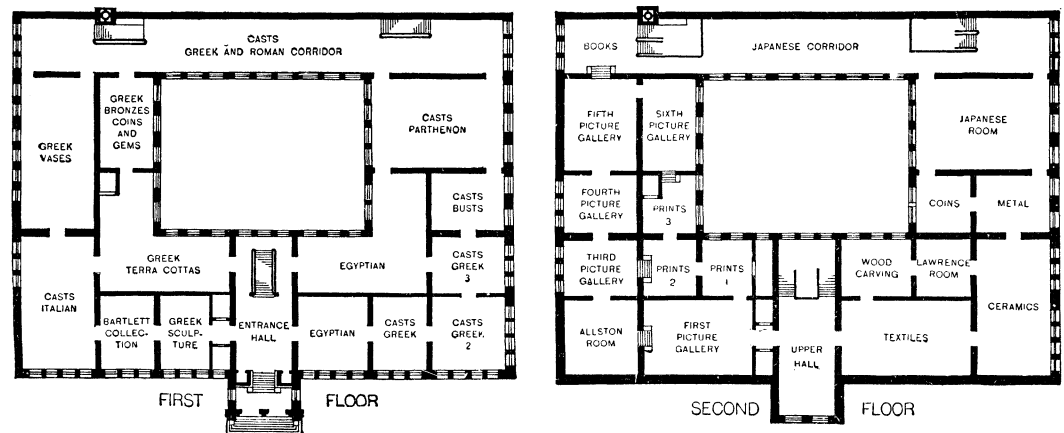 CASTS
GREEK AND ROMAN CORRIDOR
GREEK
BRONZES
COINS
AND
GEMS
CASTS
PARTHENON
GREEK
VASES
CASTS
BUSTS
GREEK
TERRA COTTAS
EGYPTIAN
CASTS
GREEK
3
CASTS
ITALIAN
BARTLETT
COLLEC-
TION
GREEK
SCULP-
TURE
ENTRANCE
HALL
EGYPTIAN
CASTS
GREEK
CASTS
GREEK.
2
FIRST FLOOR
BOOKS
JAPANESE CORRIDOR
FIFTH
PICTURE
GALLERY
SIXTH
PICTURE
GALLERY
JAPANESE
ROOM
FOURTH
PICTURE
GALLERY
PRINTS
3
COINS
METAL
THIRD
PICTURE
GALLERY
PRINTS
2
PRINTS
1
WOOD
CARVING
LAWRENCE
ROOM
CERAMICS
ALLSTON
ROOM
FIRST
PICTURE
GALLERY
UPPER
HALL
TEXTILES
SECOND FLOOR